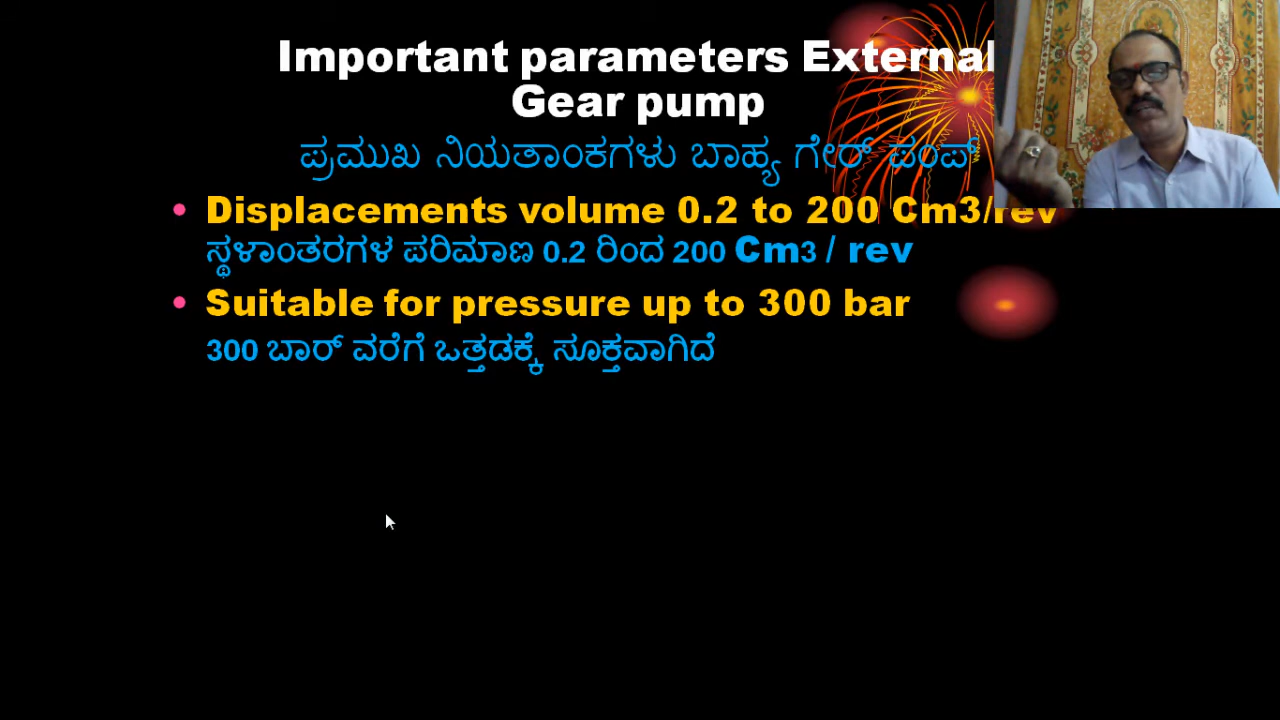 Important parameters External
Gear pump
ಪ್ರಮುಖ ನಿಯತಾಂಕಗಳು ಬಾಹ್ಯ ಗೇರ್ ಪಂಪ್
• Displacements volume 0.2 to 200 Cm3/rev
ಸ್ಥಳಾಂತರಗಳ ಪರಿಮಾಣ 0.2 ರಿಂದ 200 Cm3 / rev
• Suitable for pressure up to 300 bar
300 ಬಾರ್ ವರೆಗೆ ಒತ್ತಡಕ್ಕೆ ಸೂಕ್ತವಾಗಿದೆ